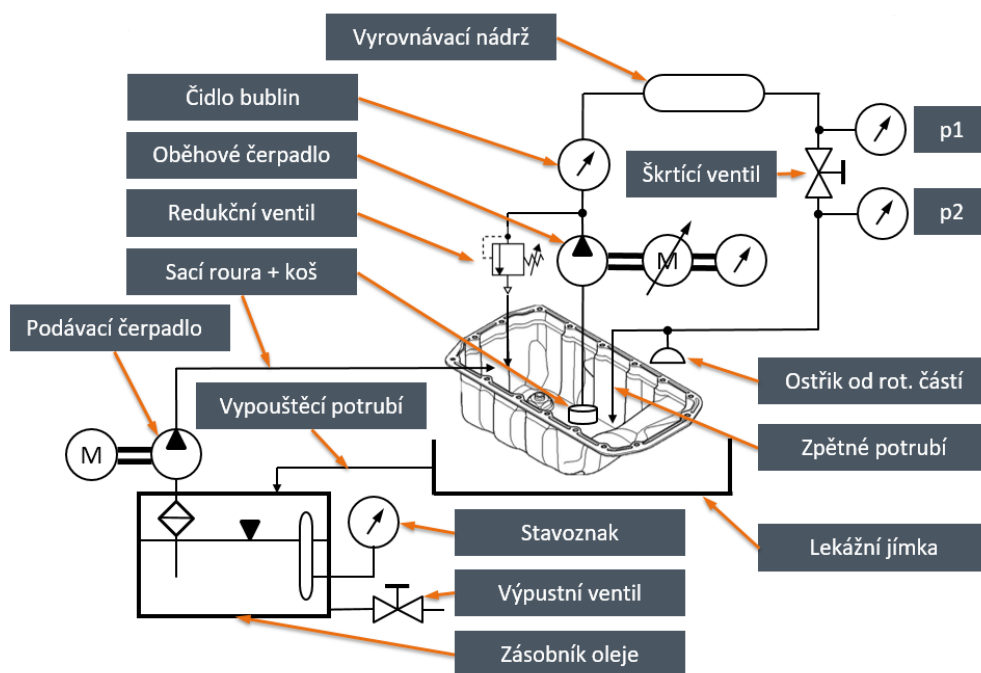 Vyrovnávací nádrž
Čidlo bublin
p1
Oběhové čerpadlo
Škrtící ventil
Redukční ventil
p2
Sací roura + koš
M
Podávací čerpadlo
Ostřik od rot. částí
Vypouštěcí potrubí
Zpětné potrubí
M
Stavoznak
Lekážní jímka
Výpustní ventil
Zásobník oleje